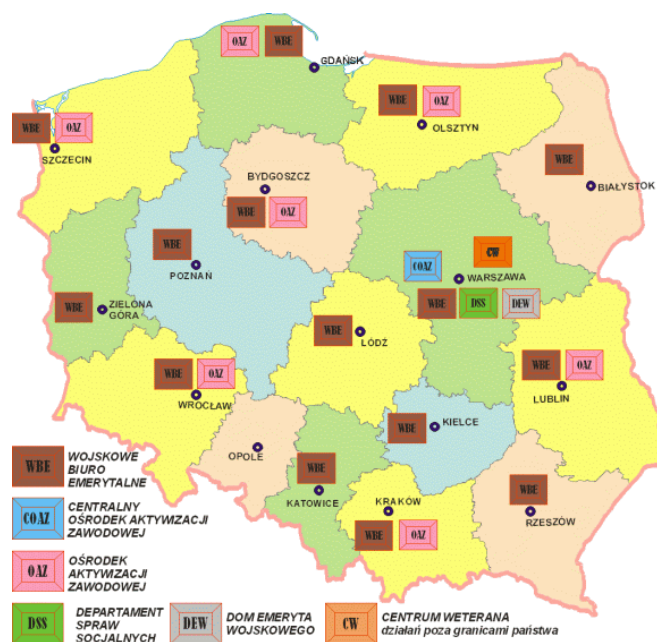 OAZ WBE
GDAŃSK
WBE OAZ
OLSZTYN
WBE OAZ
SZCZECIN
WBE
BIAŁYSTOK
BYDGOSZCZ
WBE OAZ
WBE
POZNAŃ
CW
COAZ
WARSZAWA
WBE DSS DEW
WBE
ZIELONA
GÓRA
WBE
ŁÓDŹ
WBE OAZ
WROCŁAW
WBE OAZ
LUBLIN
WBE
KIELCE
OPOLE
WBE
KATOWICE
KRAKÓW
WBE OAZ
WBE
RZESZÓW
WBE
WOJSKOWE
BIURO
EMERYTALNE
COAZ
CENTRALNY
OŚRODEK AKTYWIZACJI
ZAWODOWEJ
OAZ
OŚRODEK
AKTYWIZACJI
ZAWODOWEJ
DSS
DEPARTAMENT
SPRAW
SOCJALNYCH
DEW
DOM EMERYTA
WOJSKOWEGO
CW
CENTRUM WETERANA
działań poza granicami państwa